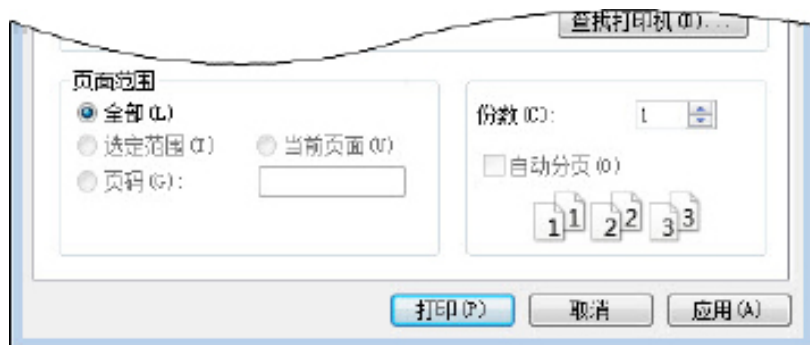 查找打印机(D)...
页面范围
全部(L)
选定范围(T) 当前页面(U)
页码(G):
份数(C): 1
自动分页(O)
1 1 2 2 3 3
打印(P) 取消 应用(A)